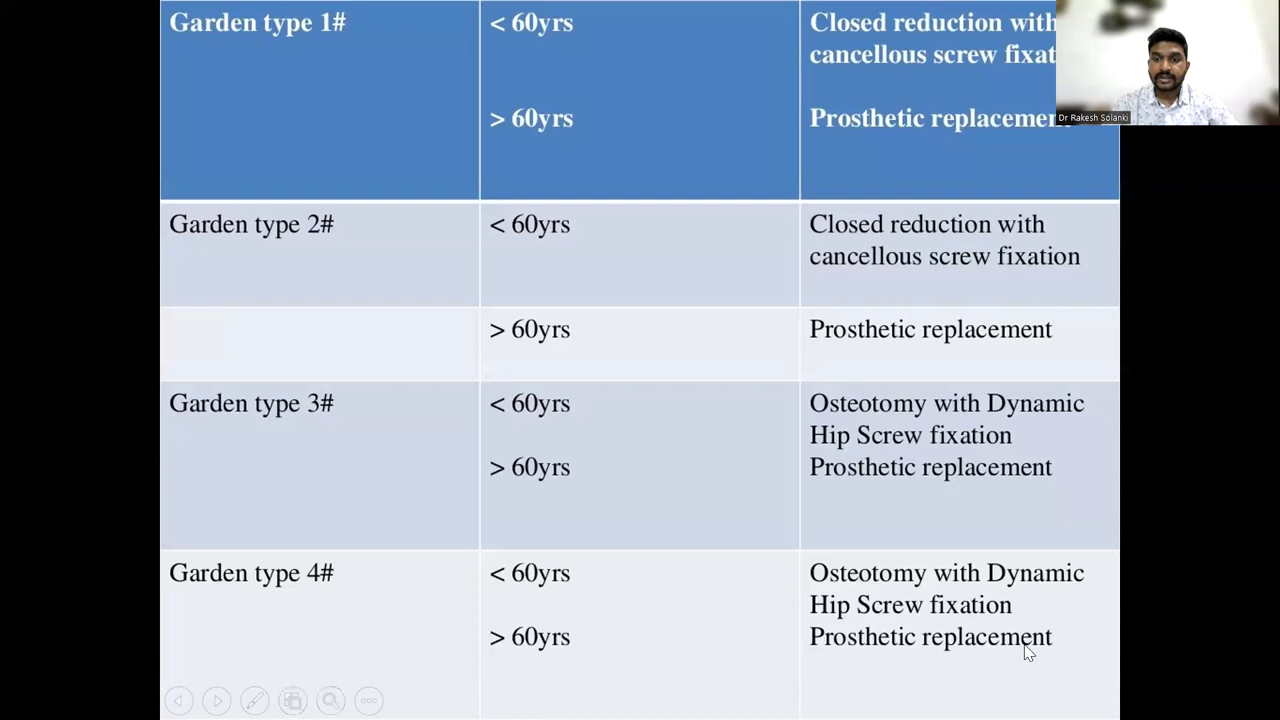 Garden type 1#
< 60yrs
Closed reduction with
cancellous screw
> 60yrs
Prosthetic
Dr Rakesh Solanki
Garden type 2#
< 60yrs
Closed reduction with
cancellous screw fixation
> 60yrs
Prosthetic replacement
Garden type 3#
< 60yrs
Osteotomy with Dynamic
Hip Screw fixation
> 60yrs
Prosthetic replacement
Garden type 4#
< 60yrs
Osteotomy with Dynamic
Hip Screw fixation
> 60yrs
Prosthetic replacement